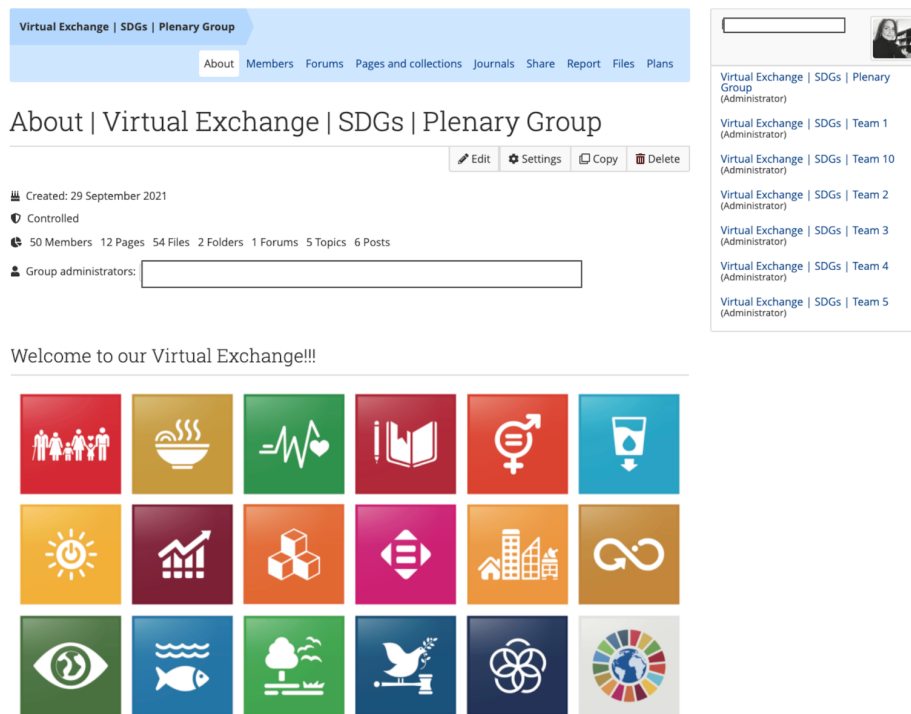 Virtual Exchange | SDGs | Plenary Group
About Members Forums Pages and collections Journals Share Report Files Plans
About | Virtual Exchange | SDGs | Plenary Group
Edit Settings Copy Delete
Created: 29 September 2021
Controlled
50 Members 12 Pages 54 Files 2 Folders 1 Forums 5 Topics 6 Posts
Group administrators:
Welcome to our Virtual Exchange!!!
Virtual Exchange | SDGs | Plenary
Group
(Administrator)
Virtual Exchange | SDGs | Team 1
(Administrator)
Virtual Exchange | SDGs | Team 10
(Administrator)
Virtual Exchange | SDGs | Team 2
(Administrator)
Virtual Exchange | SDGs | Team 3
(Administrator)
Virtual Exchange | SDGs | Team 4
(Administrator)
Virtual Exchange | SDGs | Team 5
(Administrator)